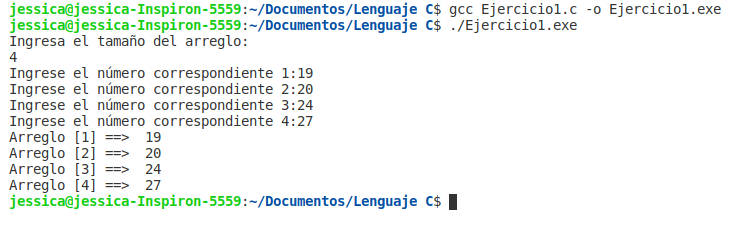 jessica@jessica-Inspiron-5559:~/Documentos/Lenguaje C$ gcc Ejercicio1.c -o Ejercicio1.exe
jessica@jessica-Inspiron-5559:~/Documentos/Lenguaje C$ ./Ejercicio1.exe
Ingresa el tamaño del arreglo:
4
Ingrese el número correspondiente 1:19
Ingrese el número correspondiente 2:20
Ingrese el número correspondiente 3:24
Ingrese el número correspondiente 4:27
Arreglo [1] ==>  19
Arreglo [2] ==>  20
Arreglo [3] ==>  24
Arreglo [4] ==>  27
jessica@jessica-Inspiron-5559:~/Documentos/Lenguaje C$